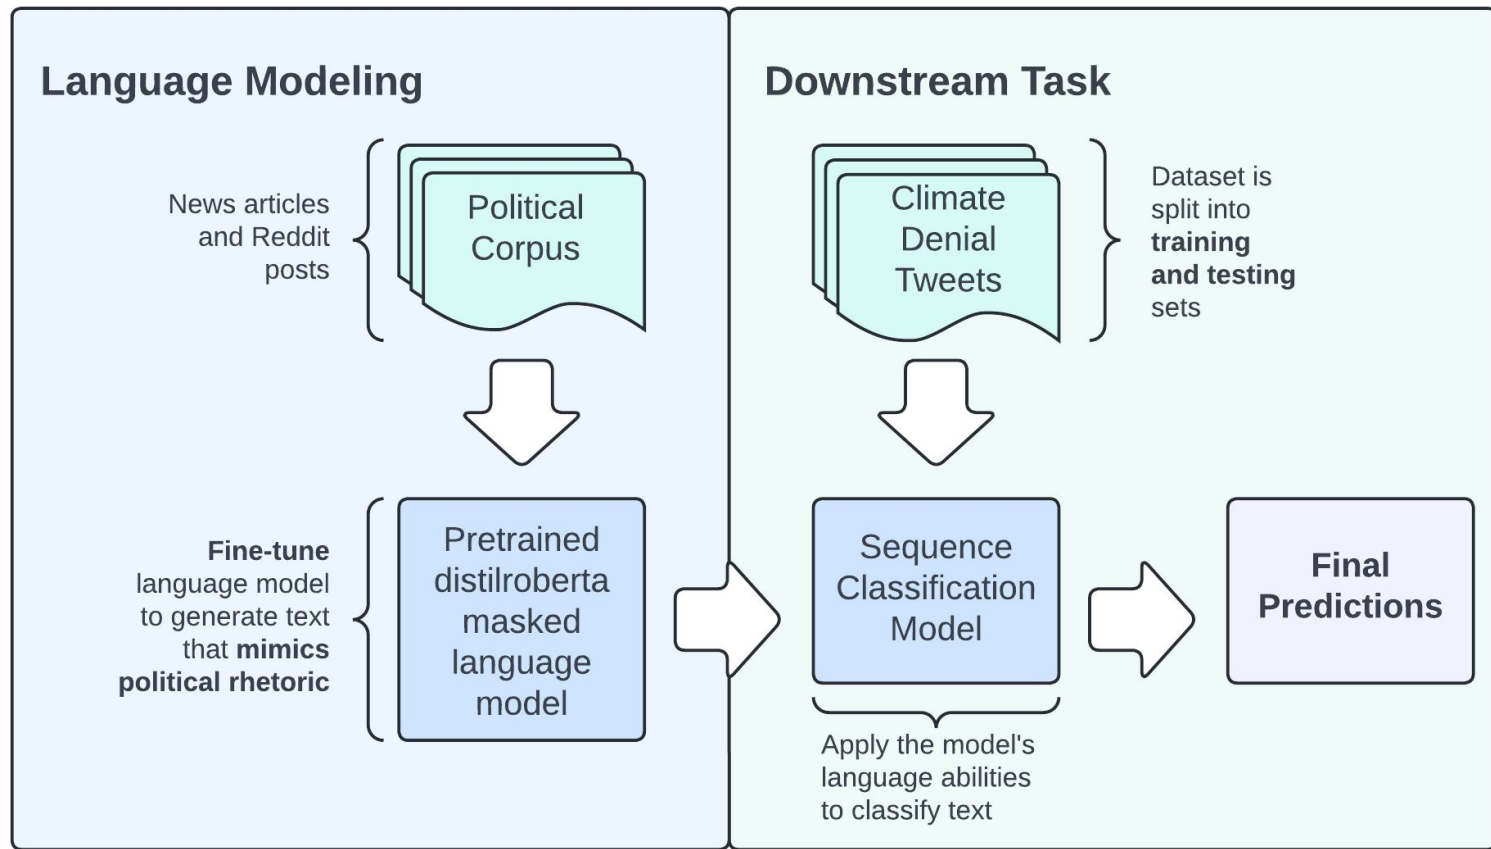 Language Modeling
News articles
and Reddit
posts
Political
Corpus
Fine-tune
language model
to generate text
that mimics
political rhetoric
Pretrained
distilroberta
masked
language
model
Downstream Task
Climate
Denial
Tweets
Dataset is
split into
training
and testing
sets
Sequence
Classification
Model
Apply the model's
language abilities
to classify text
Final
Predictions